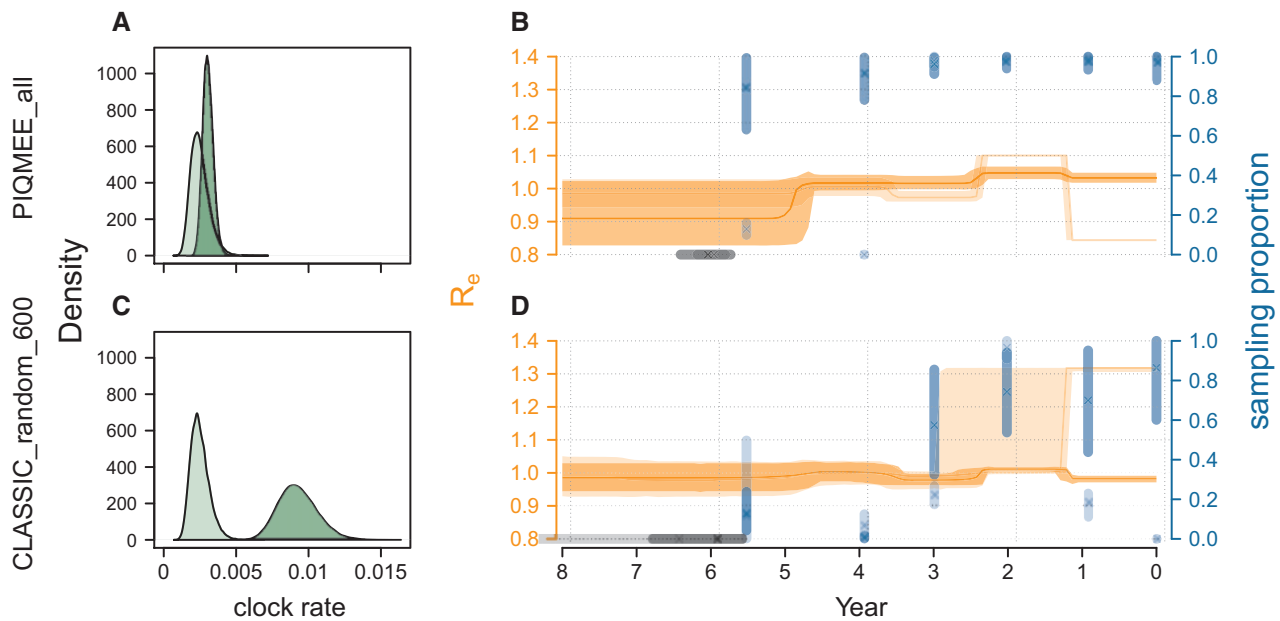 A
B
PIQMEE_all
1000
800
600
400
200
0
1.4
1.3
1.2
1.1
1.0
0.9
0.8
1.0
0.8
0.6
0.4
0.2
0.0
Density
Re
sampling proportion
C
D
CLASSIC_random_600
1000
800
600
400
200
0
1.4
1.3
1.2
1.1
1.0
0.9
0.8
1.0
0.8
0.6
0.4
0.2
0.0
0 0.005 0.01 0.015
8 7 6 5 4 3 2 1 0
clock rate
Year